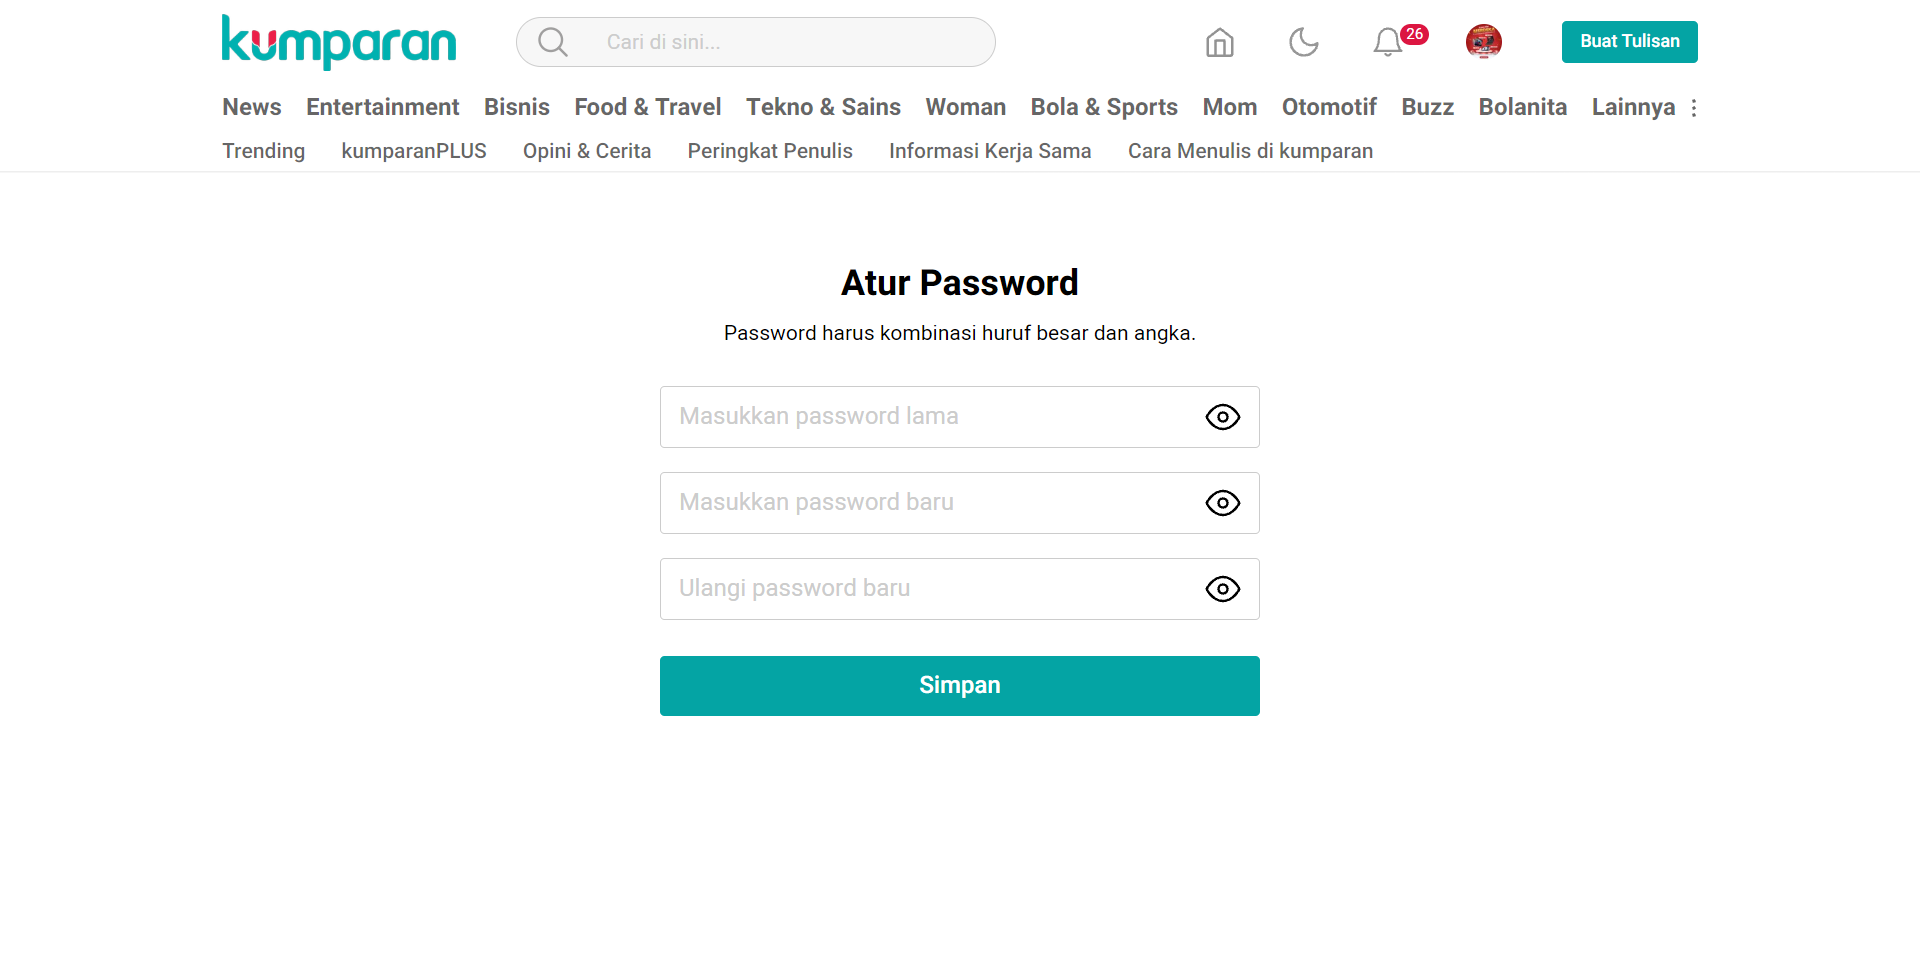 kumparan
Cari di sini...
26
Buat Tulisan
News Entertainment Bisnis Food & Travel Tekno & Sains Woman Bola & Sports Mom Otomotif Buzz Bolanita Lainnya
Trending kumparanPLUS Opini & Cerita Peringkat Penulis Informasi Kerja Sama Cara Menulis di kumparan
Atur Password
Password harus kombinasi huruf besar dan angka.
Masukkan password lama
Masukkan password baru
Ulangi password baru
Simpan